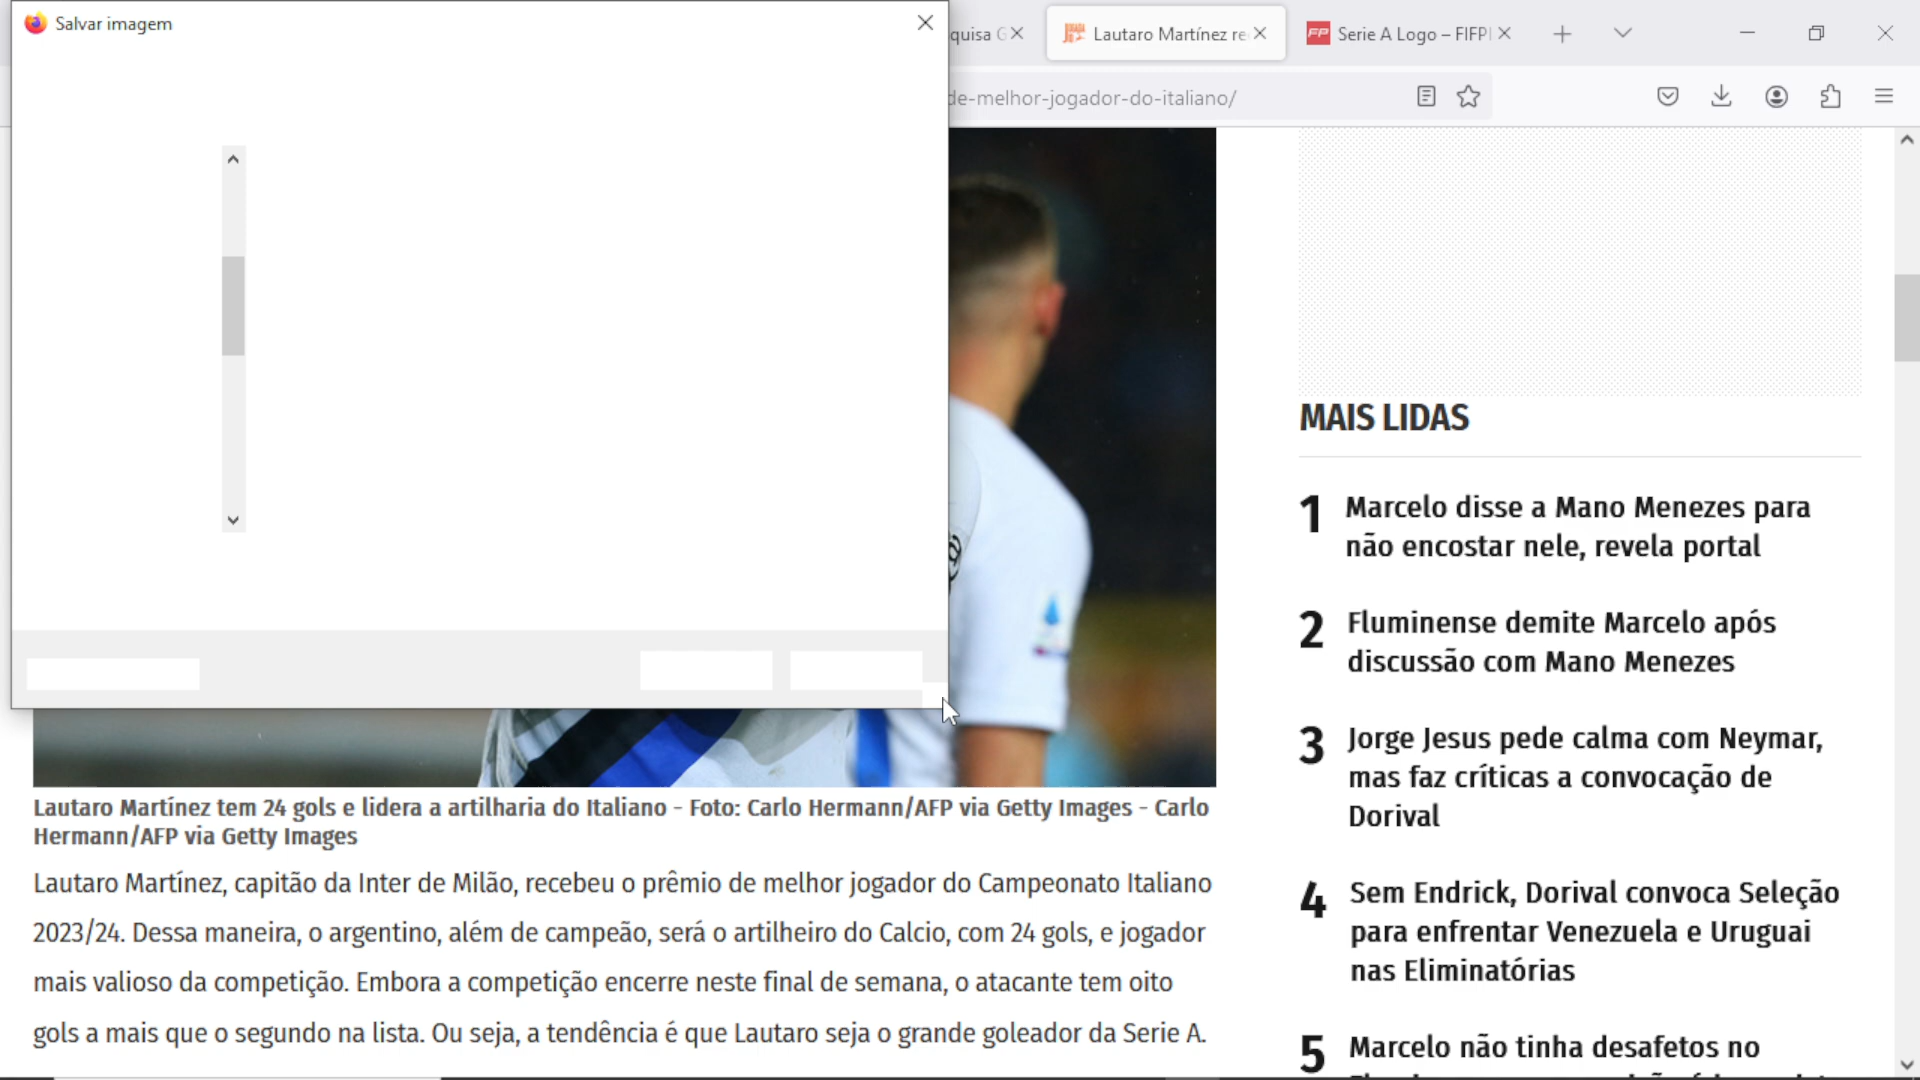 Salvar imagem
quisa G
Lautaro Martínez re
FP
Serie A Logo – FIFPl
de-melhor-jogador-do-italiano/
MAIS LIDAS
1 Marcelo disse a Mano Menezes para
não encostar nele, revela portal
2 Fluminense demite Marcelo após
discussão com Mano Menezes
3 Jorge Jesus pede calma com Neymar,
mas faz críticas a convocação de
Dorival
4 Sem Endrick, Dorival convoca Seleção
para enfrentar Venezuela e Uruguai
nas Eliminatórias
5 Marcelo não tinha desafetos no
Lautaro Martínez tem 24 gols e lidera a artilharia do Italiano - Foto: Carlo Hermann/AFP via Getty Images - Carlo
Hermann/AFP via Getty Images
Lautaro Martínez, capitão da Inter de Milão, recebeu o prêmio de melhor jogador do Campeonato Italiano
2023/24. Dessa maneira, o argentino, além de campeão, será o artilheiro do Calcio, com 24 gols, e jogador
mais valioso da competição. Embora a competição encerre neste final de semana, o atacante tem oito
gols a mais que o segundo na lista. Ou seja, a tendência é que Lautaro seja o grande goleador da Serie A.